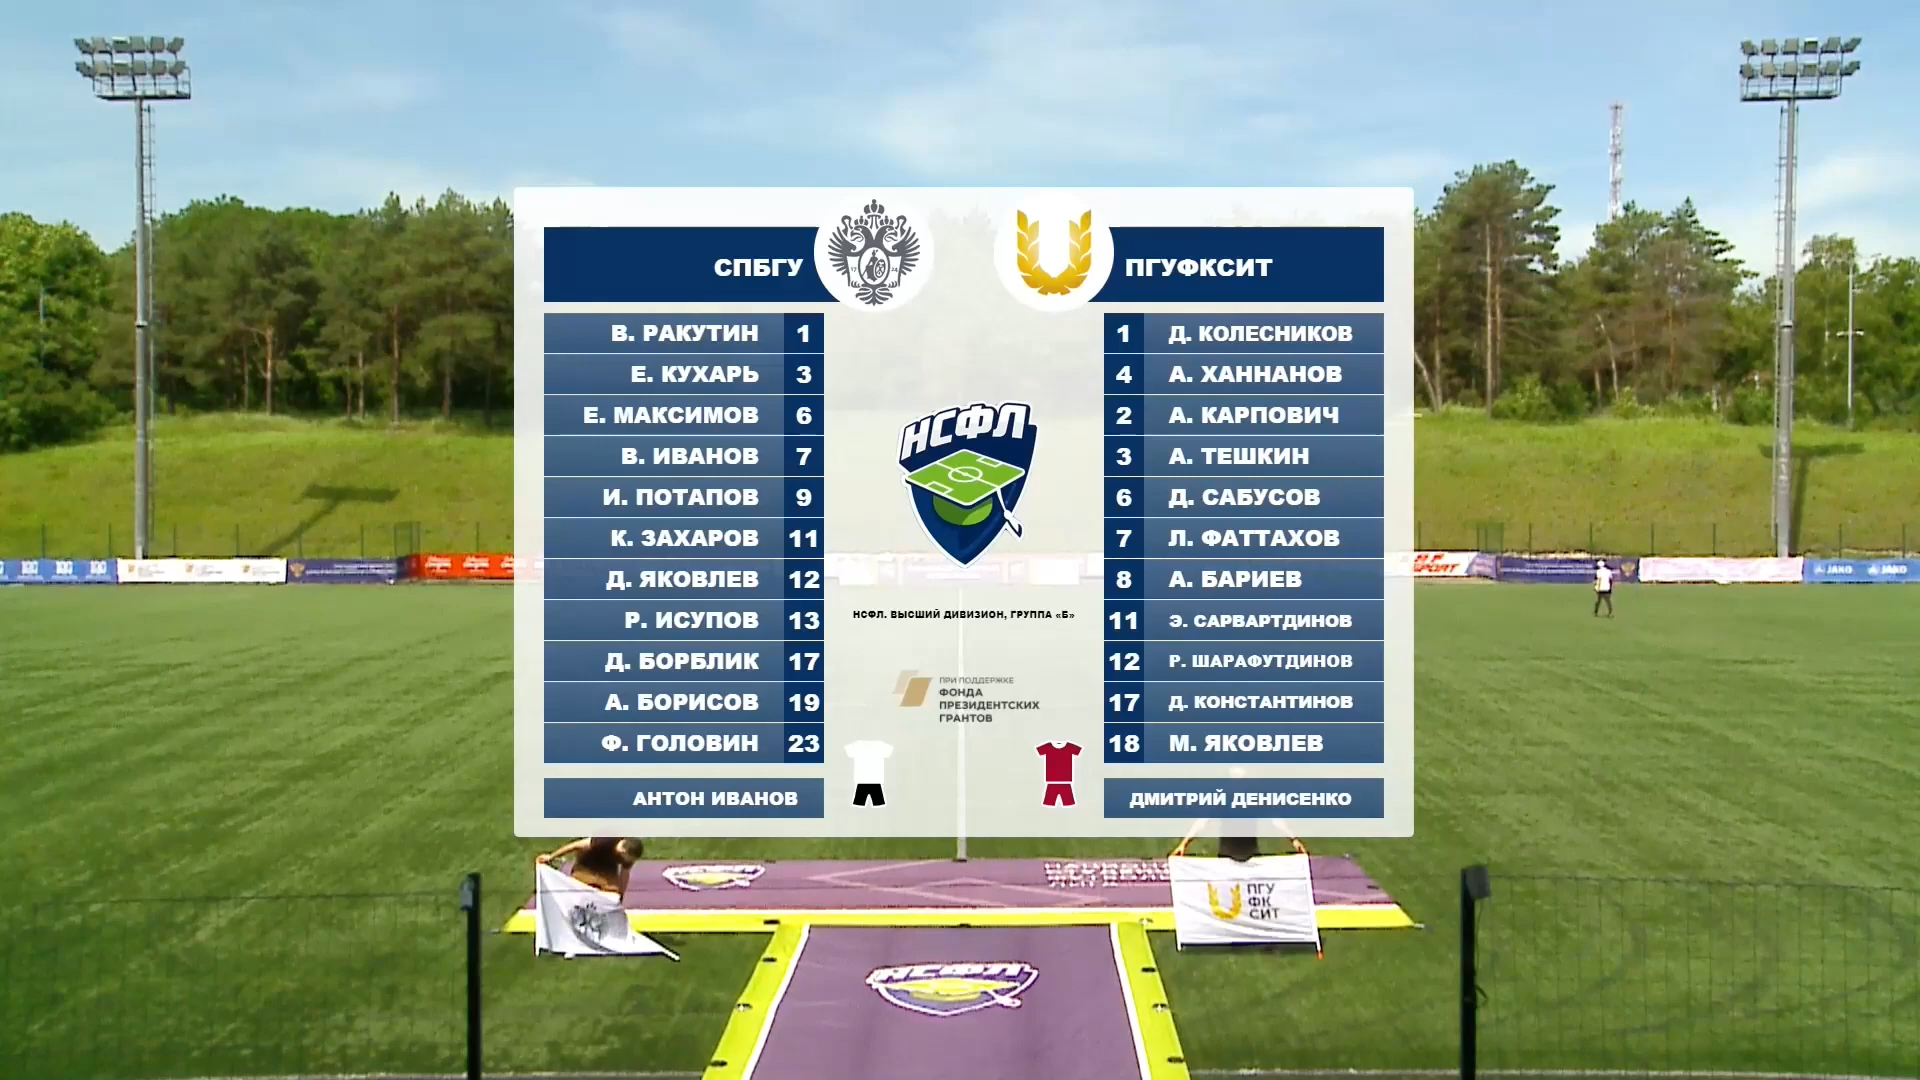 СПБГУ
ПГУФКСИТ
В. РАКУТИН 1
Е. КУХАРЬ 3
Е. МАКСИМОВ 6
В. ИВАНОВ 7
И. ПОТАПОВ 9
К. ЗАХАРОВ 11
Д. ЯКОВЛЕВ 12
Р. ИСУПОВ 13
Д. БОРБЛИК 17
А. БОРИСОВ 19
Ф. ГОЛОВИН 23
АНТОН ИВАНОВ
НСФЛ
НСФЛ. ВЫСШИЙ ДИВИЗИОН, ГРУППА «Б»
ПРИ ПОДДЕРЖКЕ
ФОНДА
ПРЕЗИДЕНТСКИХ
ГРАНТОВ
1 Д. КОЛЕСНИКОВ
4 А. ХАННАНОВ
2 А. КАРПОВИЧ
3 А. ТЕШКИН
6 Д. САБУСОВ
7 Л. ФАТТАХОВ
8 А. БАРИЕВ
11 Э. САРВАРТДИНОВ
12 Р. ШАРАФУТДИНОВ
17 Д. КОНСТАНТИНОВ
18 М. ЯКОВЛЕВ
ДМИТРИЙ ДЕНИСЕНКО
JAKO
JAKO
НСФЛ
ПГУ
ФК
СИТ
НСФЛ